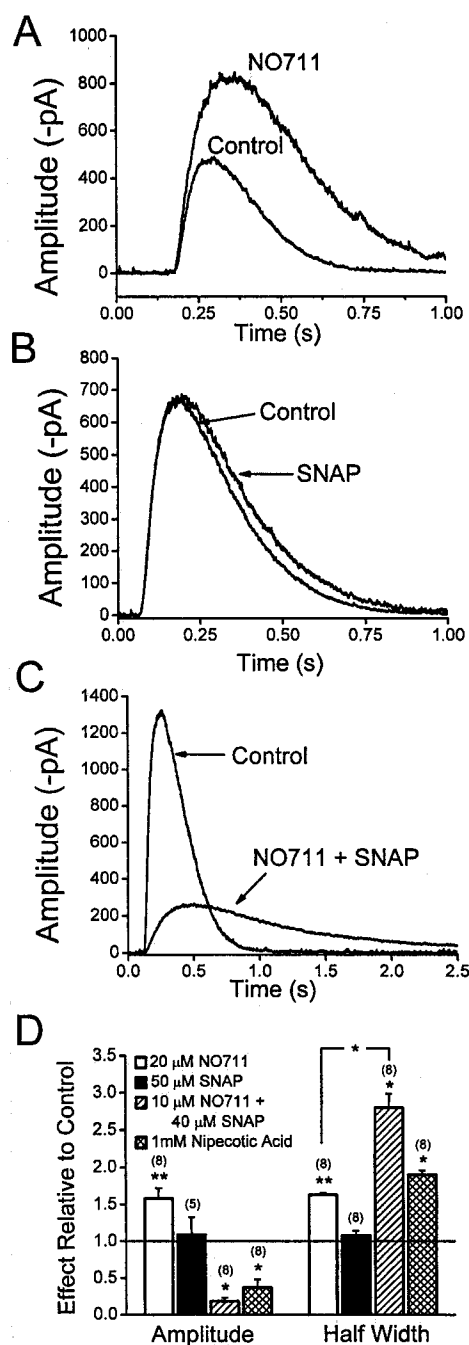 A
NO711
Control
Amplitude (-pA)
1000
800
600
400
200
0
0.00 0.25 0.50 0.75 1.00
Time (s)
B
Control
SNAP
Amplitude (-pA)
800
700
600
500
400
300
200
100
0
0.00 0.25 0.50 0.75 1.00
Time (s)
C
Control
NO711 + SNAP
Amplitude (-pA)
1400
1200
1000
800
600
400
200
0
0.0 0.5 1.0 1.5 2.0 2.5
Time (s)
D
20 µM NO711
50 µM SNAP
10 µM NO711 +
40 µM SNAP
1mM Nipecotic Acid
Effect Relative to Control
3.5
3.0
2.5
2.0
1.5
1.0
0.5
0.0
(8)
**
(5)
(8)
*
(8)
*
*
(8)
**
(8)
(8)
*
(8)
*
Amplitude Half Width